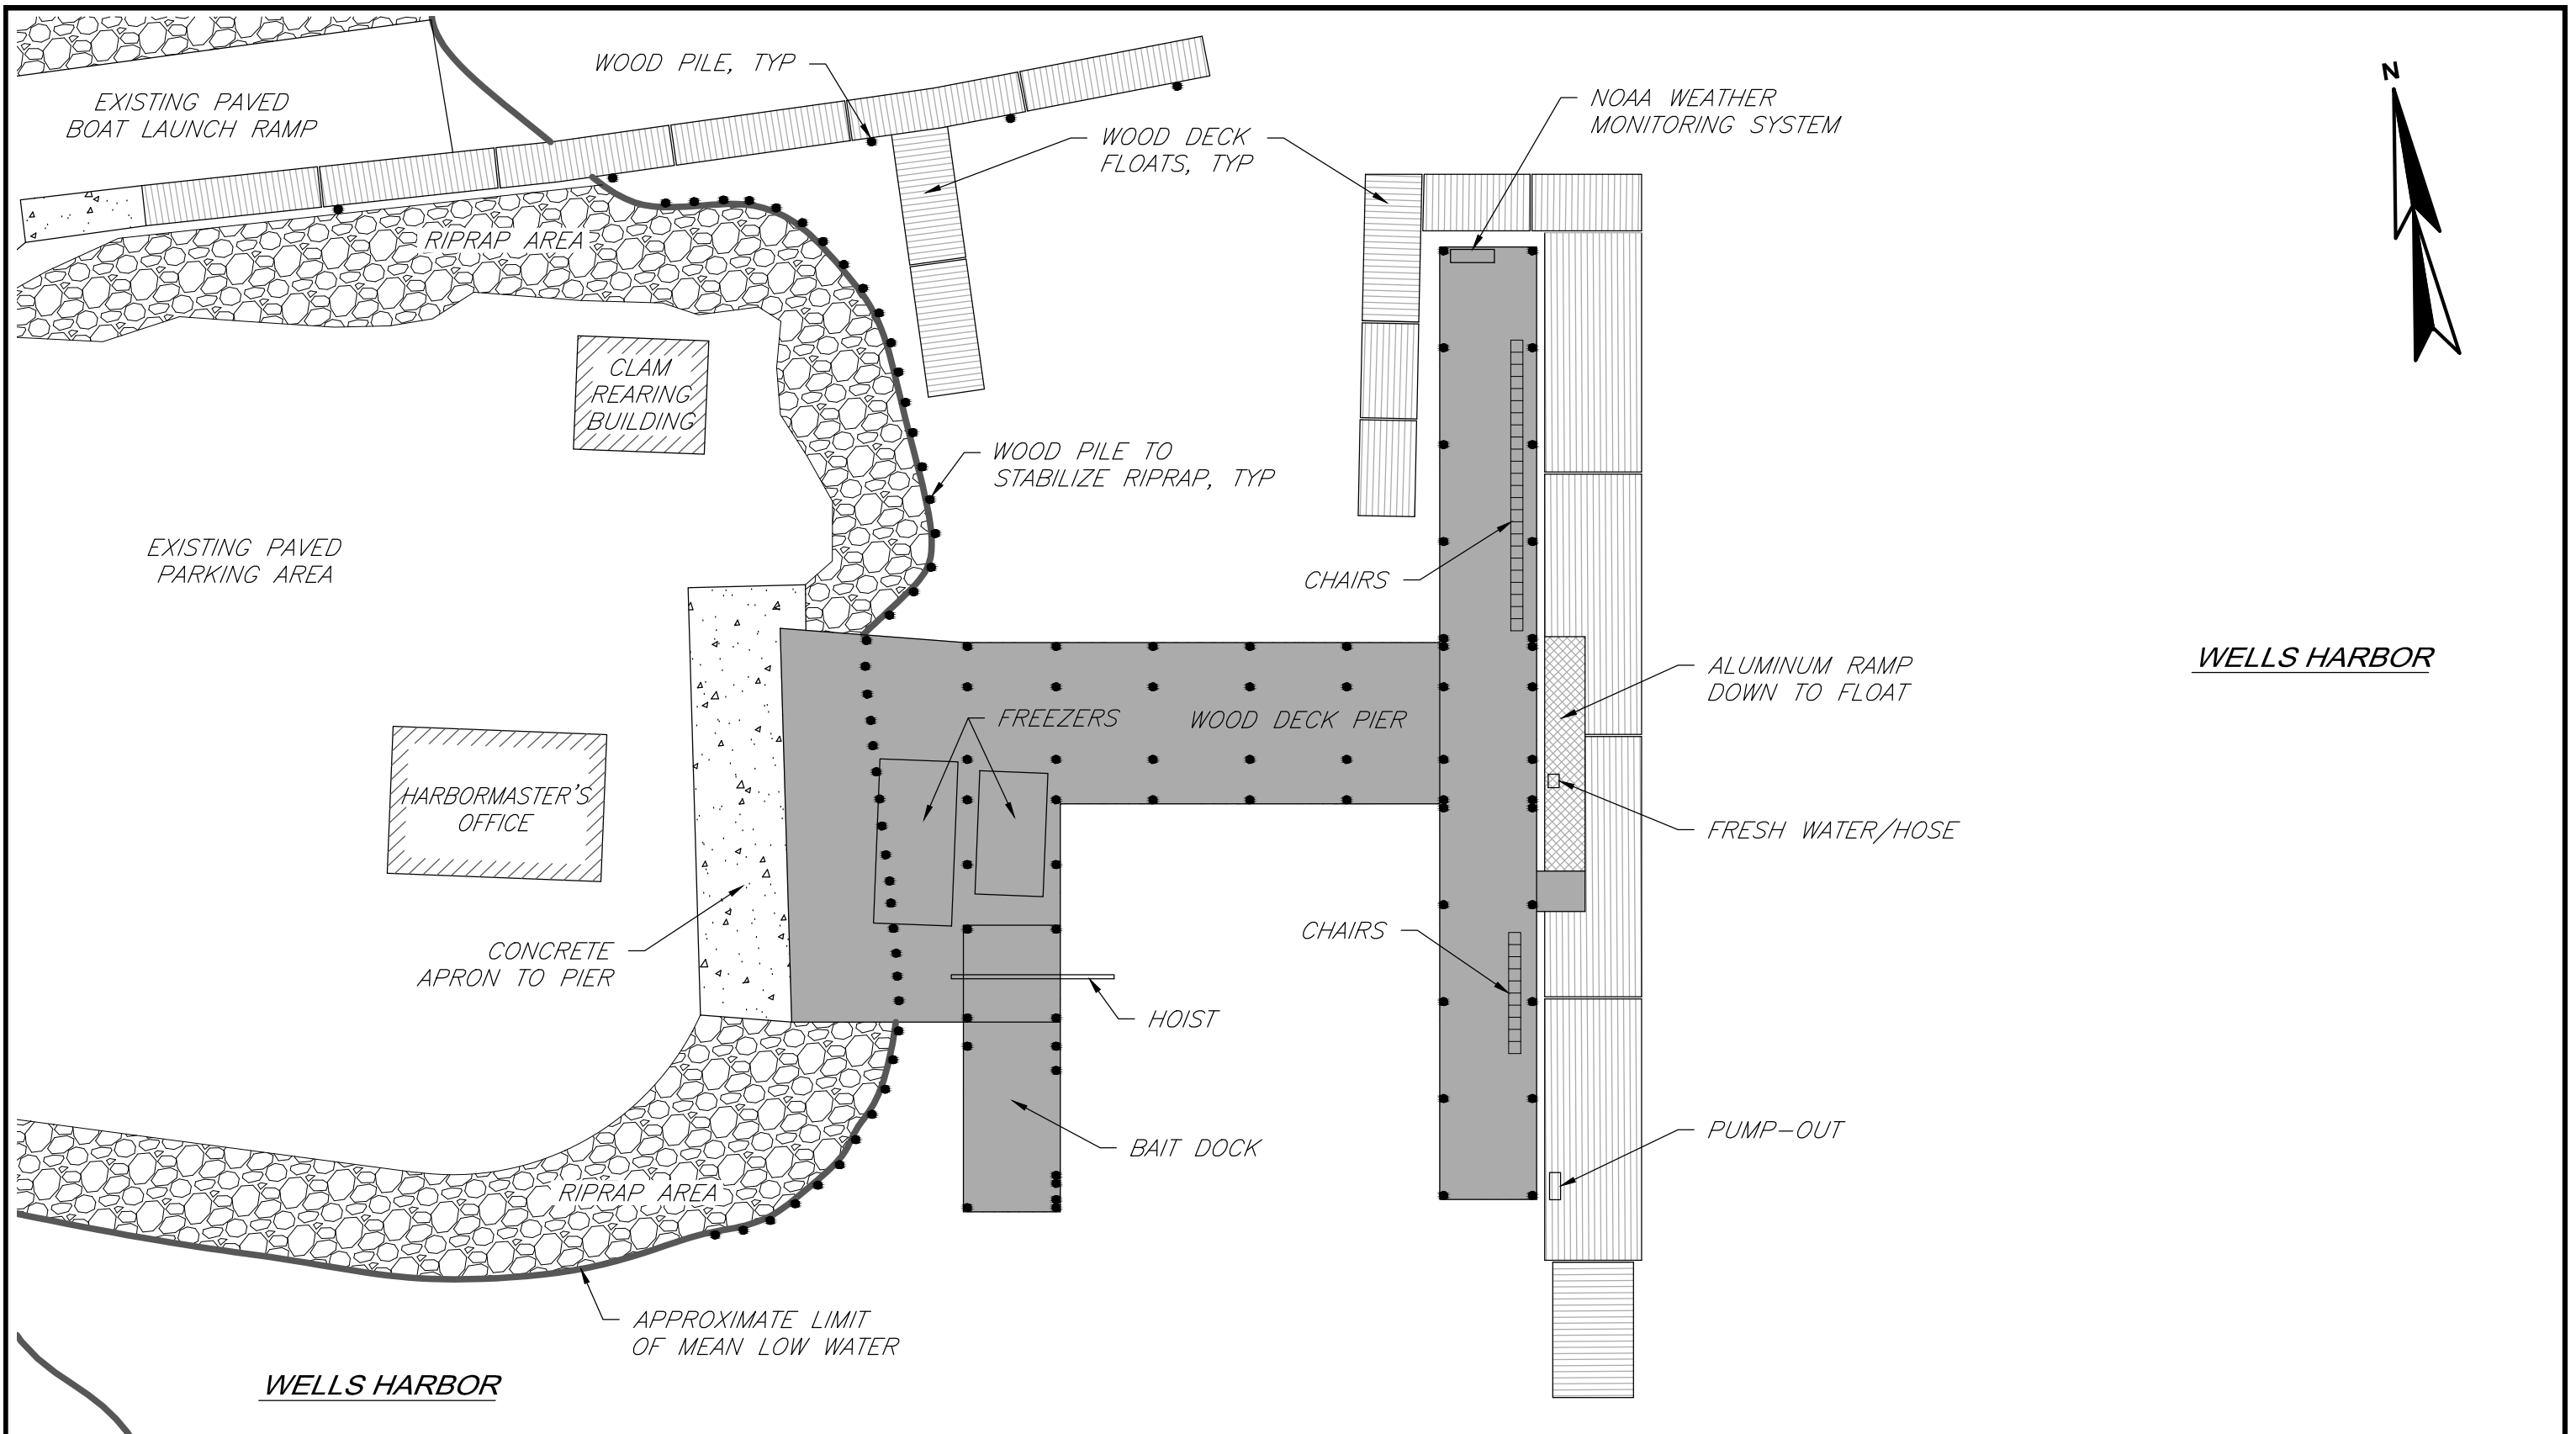 WOOD PILE, TYP
N
EXISTING PAVED
BOAT LAUNCH RAMP
NOAA WEATHER
MONITORING SYSTEM
WOOD DECK
FLOATS, TYP
RIPRAP AREA
CLAM
REARING
BUILDING
WOOD PILE TO
STABILIZE RIPRAP, TYP
EXISTING PAVED
PARKING AREA
CHAIRS
WELLS HARBOR
ALUMINUM RAMP
DOWN TO FLOAT
FREEZERS
WOOD DECK PIER
HARBORMASTER'S
OFFICE
FRESH WATER/HOSE
CONCRETE
APRON TO PIER
CHAIRS
HOIST
PUMP-OUT
BAIT DOCK
RIPRAP AREA
APPROXIMATE LIMIT
OF MEAN LOW WATER
WELLS HARBOR